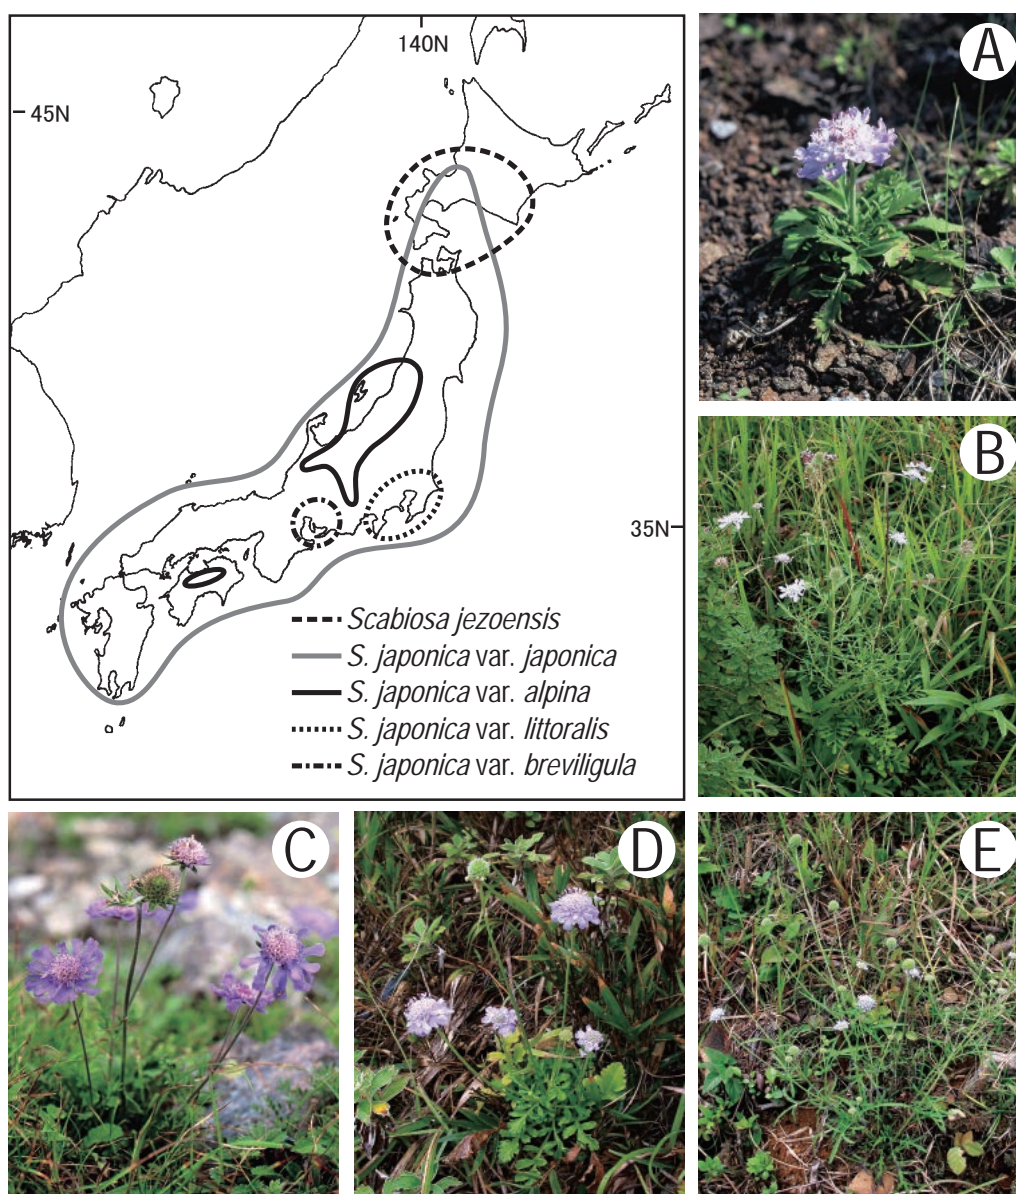 140N
45N
35N
Scabiosa jezoensis
S. japonica var. japonica
S. japonica var. alpina
S. japonica var. littoralis
S. japonica var. breviligula
A
B
C
D
E